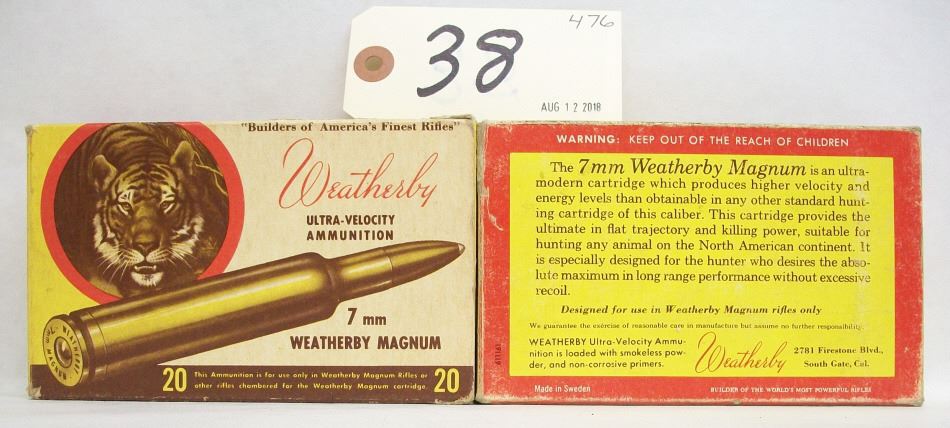 476
38
AUG 12 2018
"Builders of America's Finest Rifles"
Weatherby
ULTRA-VELOCITY
AMMUNITION
7 mm
WEATHERBY MAGNUM
7mm WEATHERBY MAGNUM
20
This Ammunition is for use only in Weatherby Magnum Rifles or
other rifles chambered for the Weatherby Magnum cartridge.
20
WARNING: KEEP OUT OF THE REACH OF CHILDREN
The 7mm Weatherby Magnum is an ultra-
modern cartridge which produces higher velocity and
energy levels than obtainable in any other standard hunt-
ing cartridge of this caliber. This cartridge provides the
ultimate in flat trajectory and killing power, suitable for
hunting any animal on the North American continent. It
is especially designed for the hunter who desires the abso-
lute maximum in long range performance without excessive
recoil.
Designed for use in Weatherby Magnum rifles only
We guarantee the exercise of reasonable care in manufacture but assume no further responsibility.
WEATHERBY Ultra-Velocity Ammu-
nition is loaded with smokeless pow-
der, and non-corrosive primers.
Weatherby
2781 Firestone Blvd.,
South Gate, Cal.
Made in Sweden
BUILDER OF THE WORLD'S MOST POWERFUL RIFLES